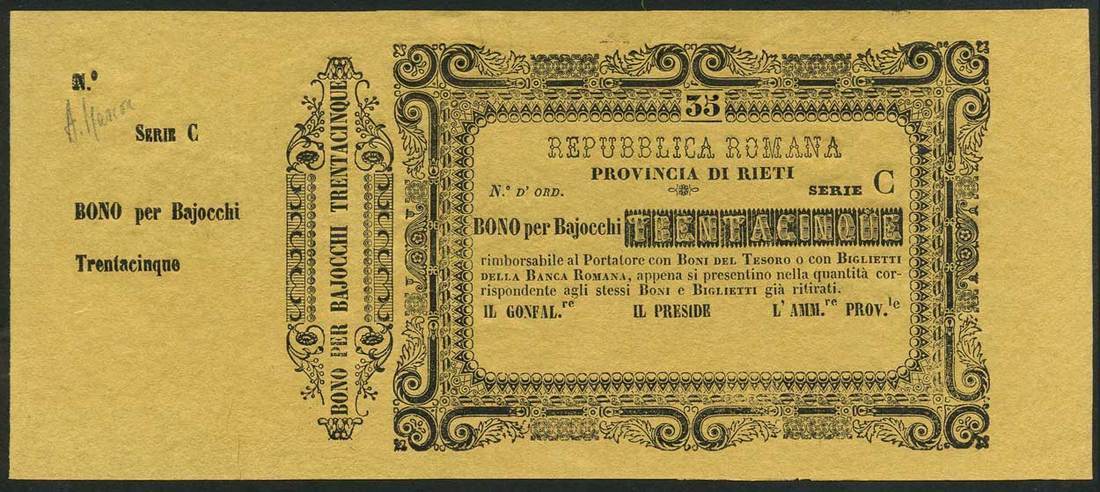 N.º
SERIE C
BONO per Bajocchi
Trentacinque
BONO PER BAJOCCHI TRENTACINQUE
35
REPUBBLICA ROMANA
PROVINCIA DI RIETI
N.º D' ORD.
SERIE C
BONO per Bajocchi TRENTACINQUE
rimborsabile al Portatore con BONI DEL TESORO o con BIGLIETTI
DELLA BANCA ROMANA, appena si presentino nella quantità cor-
rispondente agli stessi BONI E BIGLIETTI già ritirati.
IL GONFAL.re IL PRESIDE L'AMM.re PROV.le